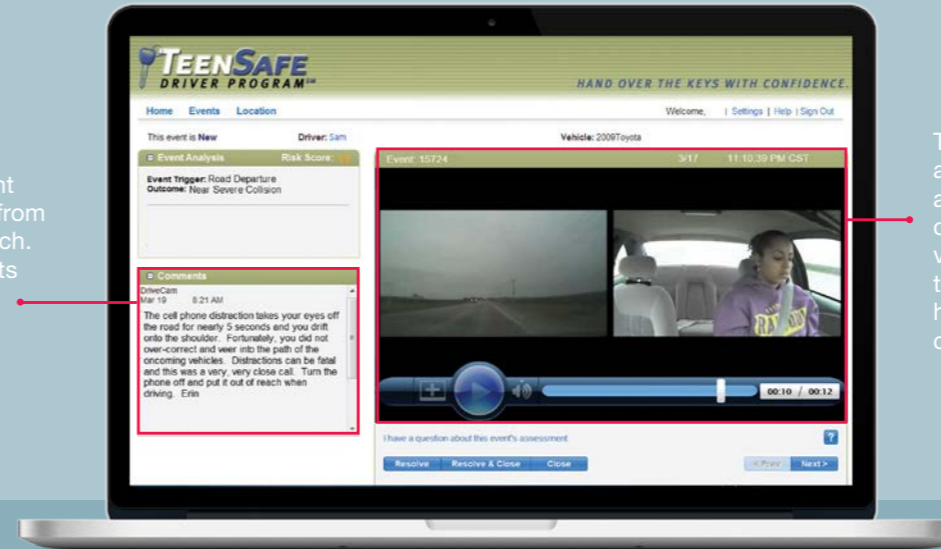 TEENSAFE
DRIVER PROGRAM℠
HAND OVER THE KEYS WITH CONFIDENCE.
Home Events Location
Welcome, | Settings | Help | Sign Out
This event is New Driver: Sam Vehicle: 2009Toyota
Event Analysis Risk Score:
Event Trigger: Road Departure
Outcome: Near Severe Collision
Comments
DriveCam
Mar 19 8:21 AM
The cell phone distraction takes your eyes off
the road for nearly 5 seconds and you drift
onto the shoulder. Fortunately, you did not
over-correct and veer into the path of the
oncoming vehicles. Distractions can be fatal
and this was a very, very close call. Turn the
phone off and put it out of reach when
driving. Erin
Event: 15724 3/17 11:10:39 PM CST
00:10 / 00:12
I have a question about this event's assessment
?
Resolve Resolve & Close Close < Prev Next >
from